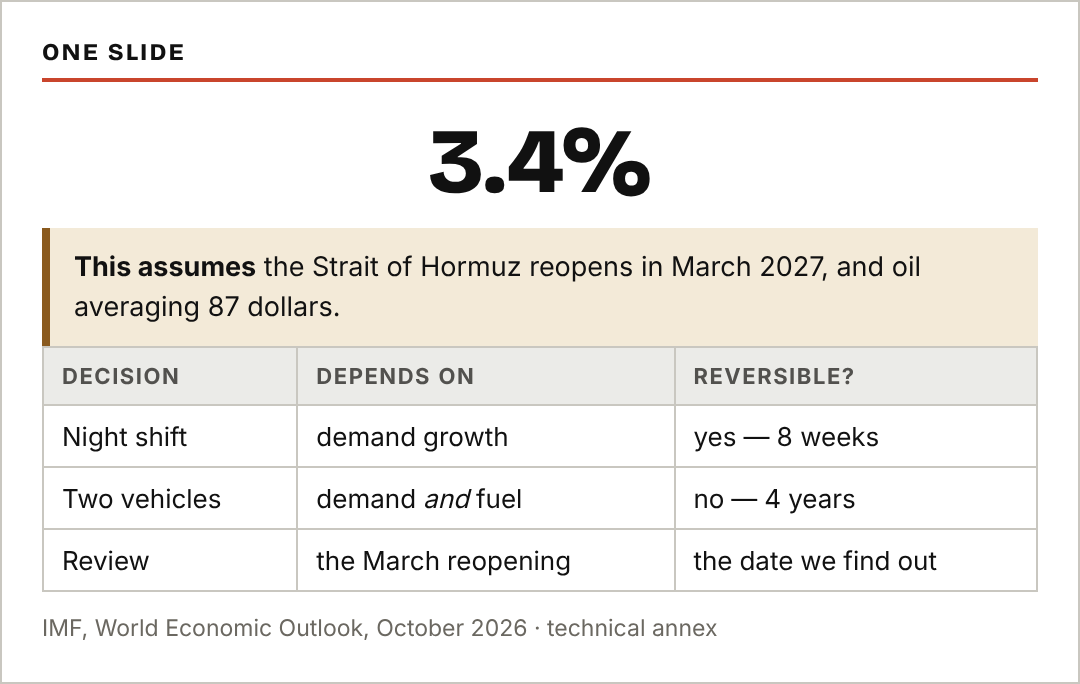 ONE SLIDE
3.4%
This assumes the Strait of Hormuz reopens in March 2027, and oil
averaging 87 dollars.
DECISION DEPENDS ON REVERSIBLE?
Night shift demand growth yes — 8 weeks
Two vehicles demand and fuel no — 4 years
Review the March reopening the date we find out
IMF, World Economic Outlook, October 2026 · technical annex